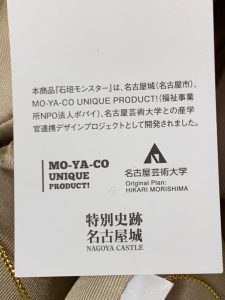 本商品「石垣モンスター」は、名古屋城(名古屋市)、
MO-YA-CO UNIQUE PRODUCT!(福祉事業
所NPO法人ポパイ)、名古屋芸術大学との産学
官連携デザインプロジェクトとして開発されました。
MO-YA-CO
UNIQUE
PRODUCT!
名古屋芸術大学
Original Plan:
HIKARI MORISHIMA
特別史跡
名古屋城
NAGOYA CASTLE